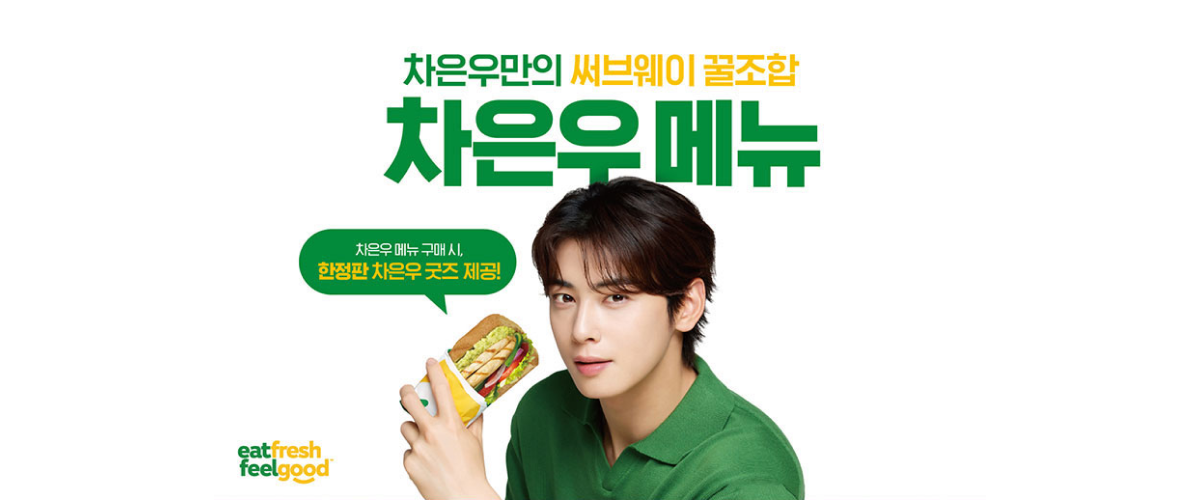 차은우만의 써브웨이 꿀조합
차은우 메뉴
차은우 메뉴 구매 시,
한정판 차은우 굿즈 제공!
eatfresh
feelgood™